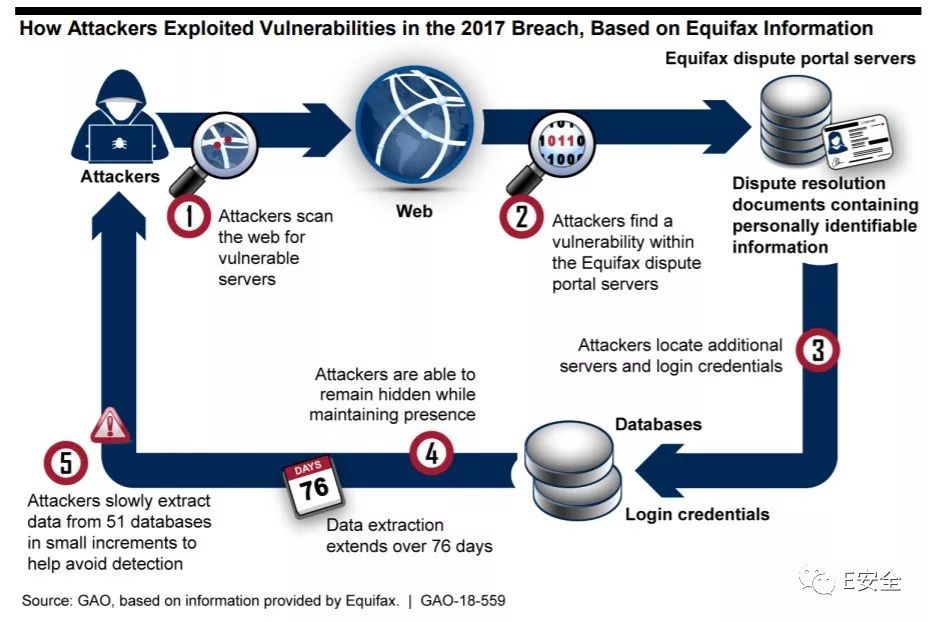 How Attackers Exploited Vulnerabilities in the 2017 Breach, Based on Equifax Information
Equifax dispute portal servers
Attackers
Web
101
10110
11000
License
Dispute resolution
documents containing
personally identifiable
information
1
Attackers scan
the web for
vulnerable
servers
2
Attackers find a
vulnerability within
the Equifax dispute
portal servers
3
Attackers locate additional
servers and login credentials
Databases
Login credentials
4
Attackers are able to
remain hidden while
maintaining presence
DAYS
76
Data extraction
extends over 76 days
5
Attackers slowly extract
data from 51 databases
in small increments to
help avoid detection
Source: GAO, based on information provided by Equifax. | GAO-18-559
E安全